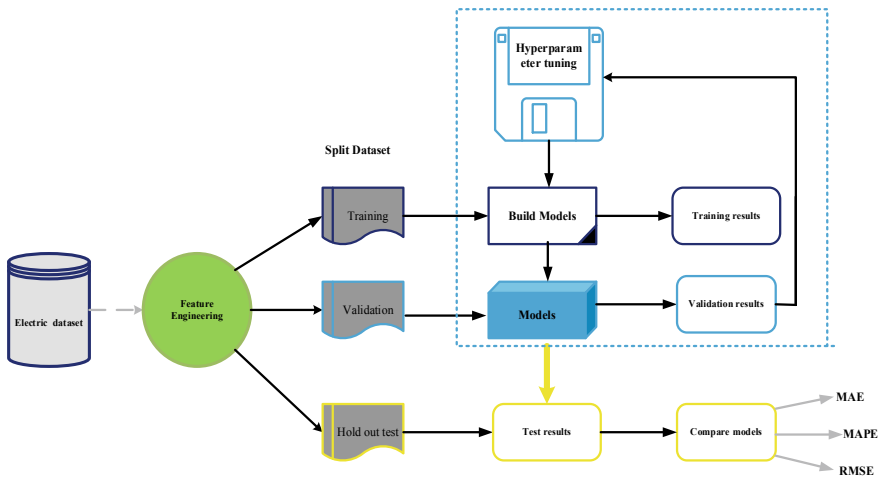 Hyperparam
eter tuning
Split Dataset
Training
Build Models
Training results
Electric dataset
Feature
Engineering
Validation
Models
Validation results
Hold out test
Test results
Compare models
MAE
MAPE
RMSE